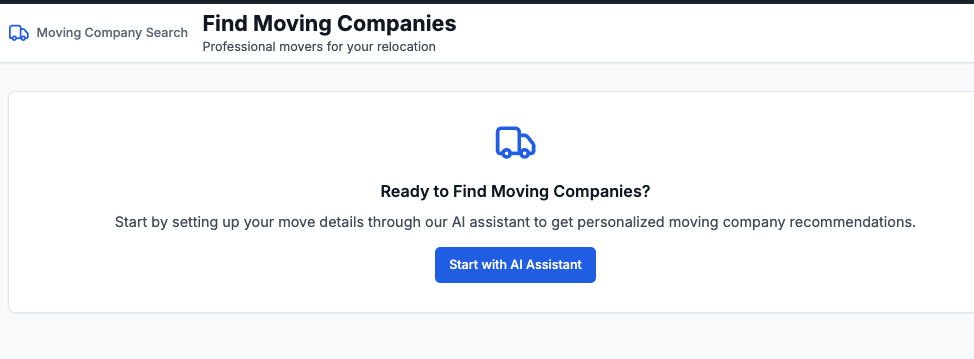 Moving Company Search
Find Moving Companies
Professional movers for your relocation
Ready to Find Moving Companies?
Start by setting up your move details through our AI assistant to get personalized moving company recommendations.
Start with AI Assistant